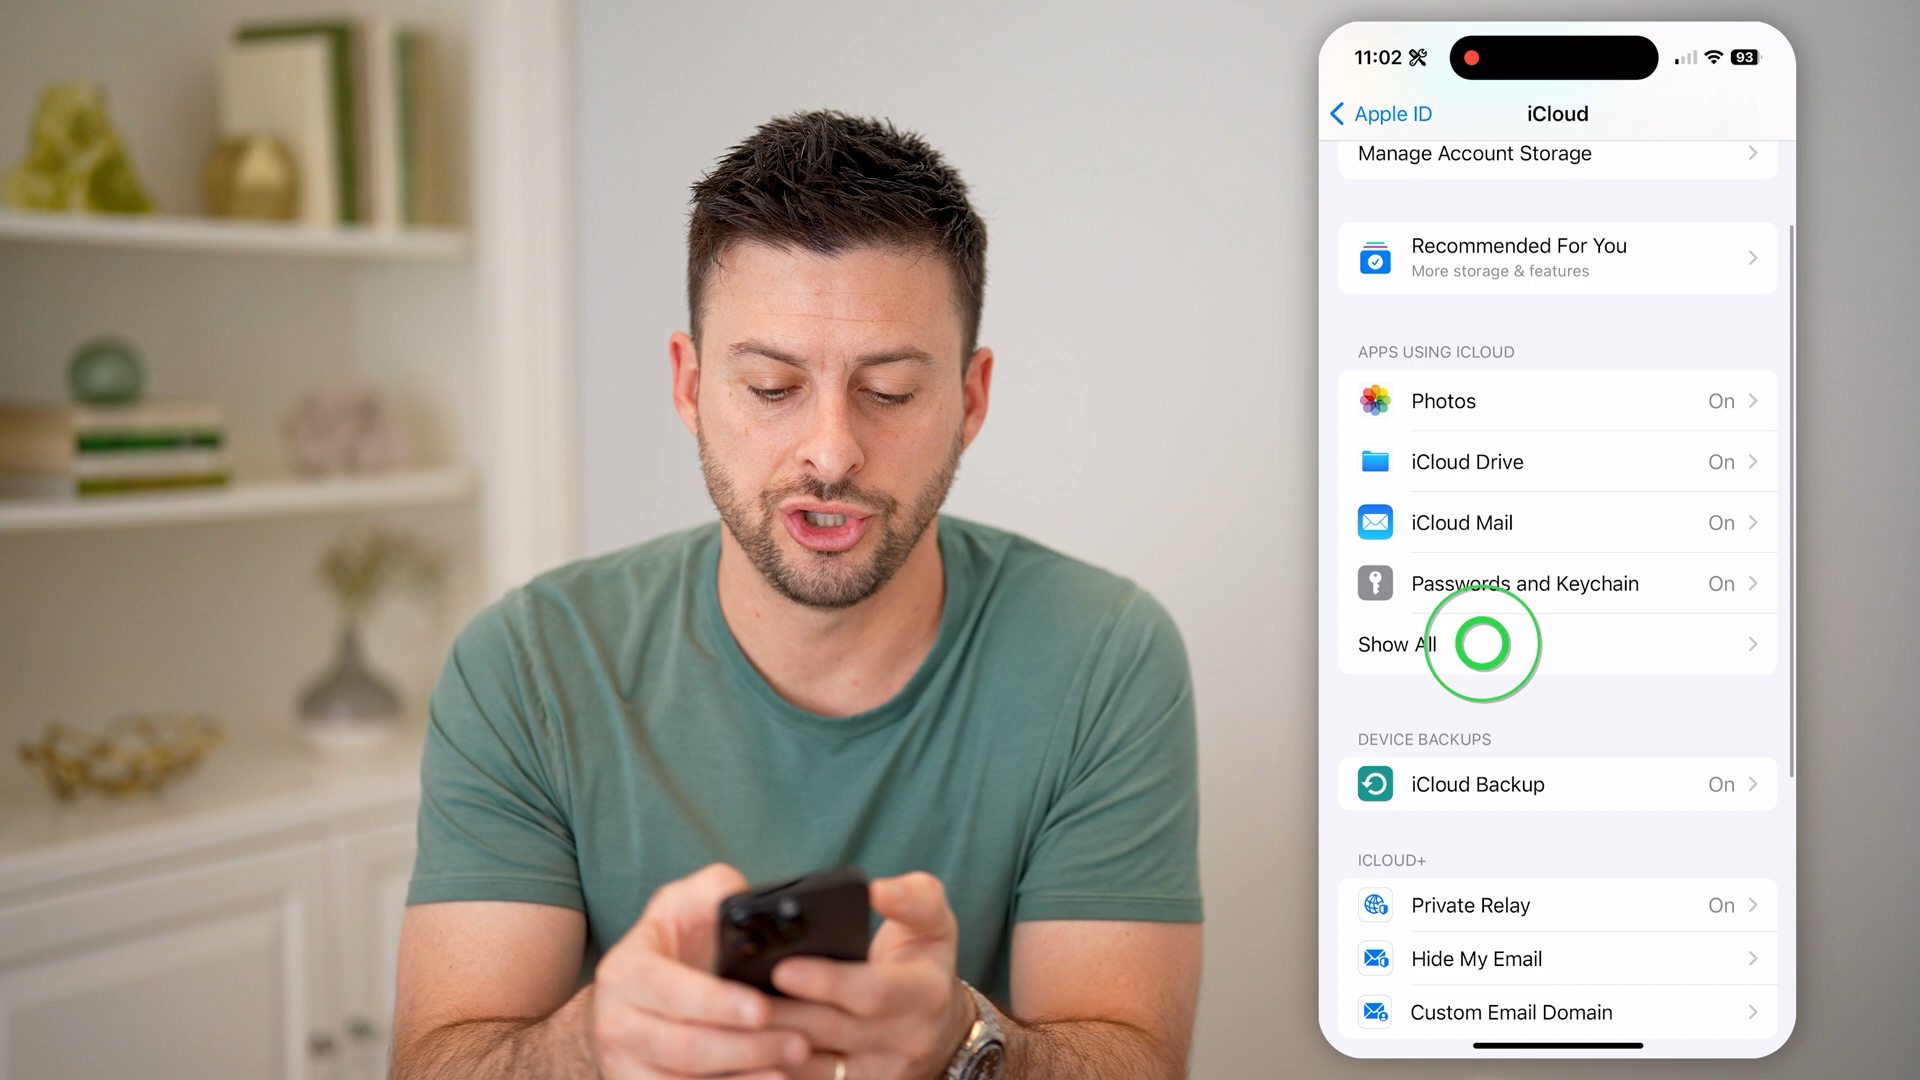 11:02
93
Apple ID
iCloud
Manage Account Storage
Recommended For You
More storage & features
APPS USING ICLOUD
Photos On
iCloud Drive On
iCloud Mail On
Passwords and Keychain On
Show All
DEVICE BACKUPS
iCloud Backup On
ICLOUD+
Private Relay On
Hide My Email
Custom Email Domain